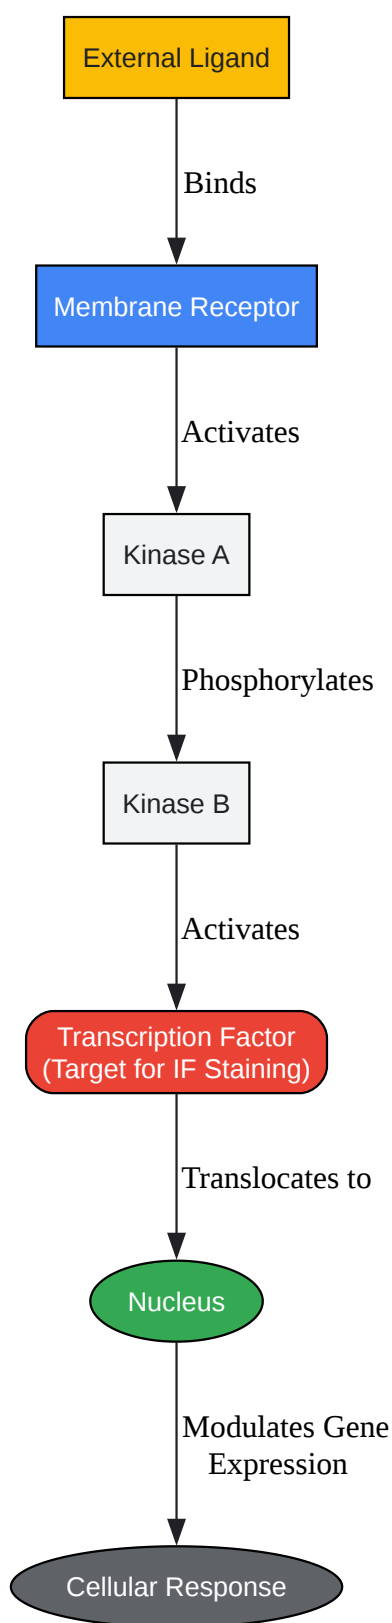 External Ligand
Binds
Membrane Receptor
Activates
Kinase A
Phosphorylates
Kinase B
Activates
Transcription Factor
(Target for IF Staining)
Translocates to
Nucleus
Modulates Gene
Expression
Cellular Response